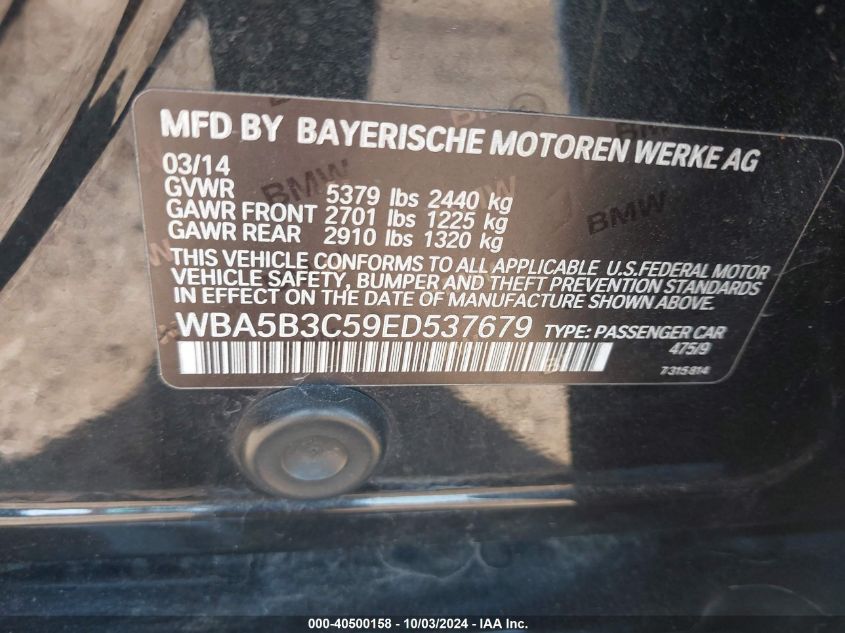 MFD BY BAYERISCHE MOTOREN WERKE AG
03/14
GVWR 5379 lbs 2440 kg
GAWR FRONT 2701 lbs 1225 kg
GAWR REAR 2910 lbs 1320 kg
THIS VEHICLE CONFORMS TO ALL APPLICABLE U.S.FEDERAL MOTOR
VEHICLE SAFETY, BUMPER AND THEFT PREVENTION STANDARDS
IN EFFECT ON THE DATE OF MANUFACTURE SHOWN ABOVE.
WBA5B3C59ED537679 TYPE: PASSENGER CAR
475/9
7315814
BMW
BMW
000-40500158 - 10/03/2024 - IAA Inc.